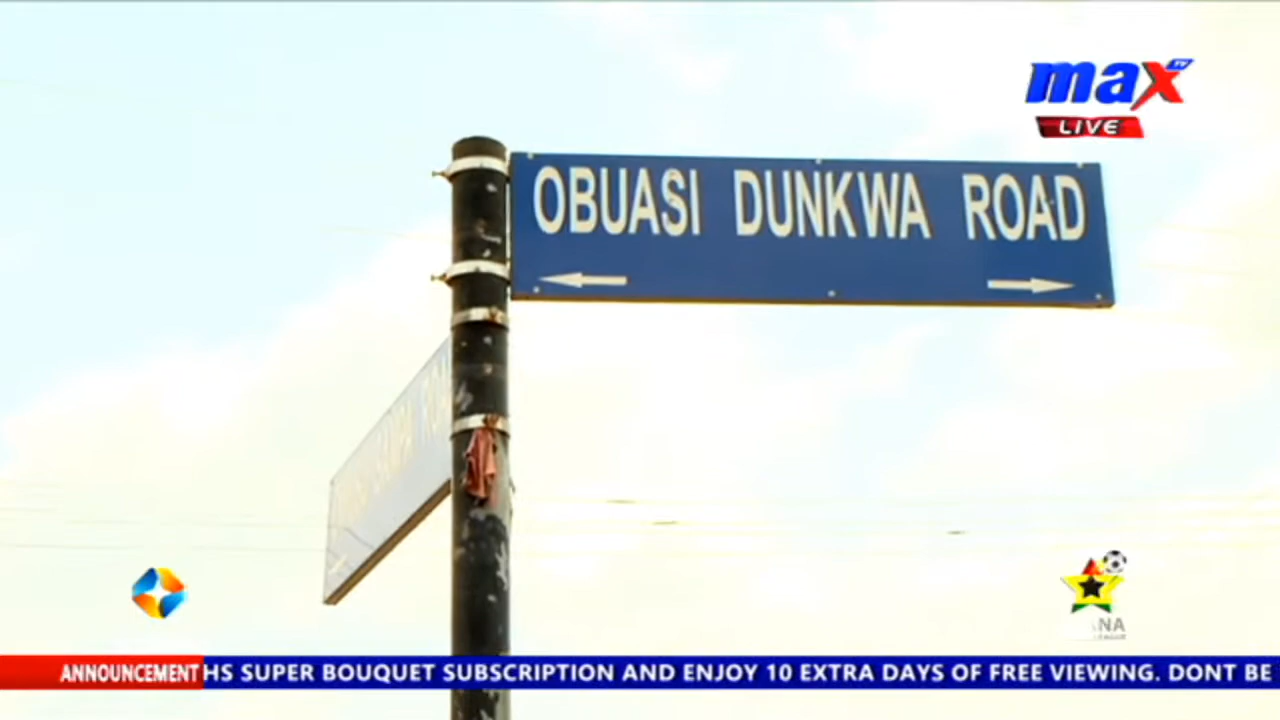 max TV
LIVE
OBUASI DUNKWA ROAD
ANNOUNCEMENT HS SUPER BOUQUET SUBSCRIPTION AND ENJOY 10 EXTRA DAYS OF FREE VIEWING. DONT BE